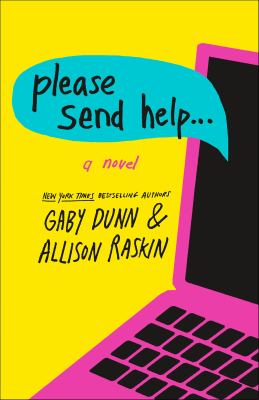 please
send help...
a novel
NEW YORK TIMES BESTSELLING AUTHORS
GABY DUNN &
ALLISON RASKIN